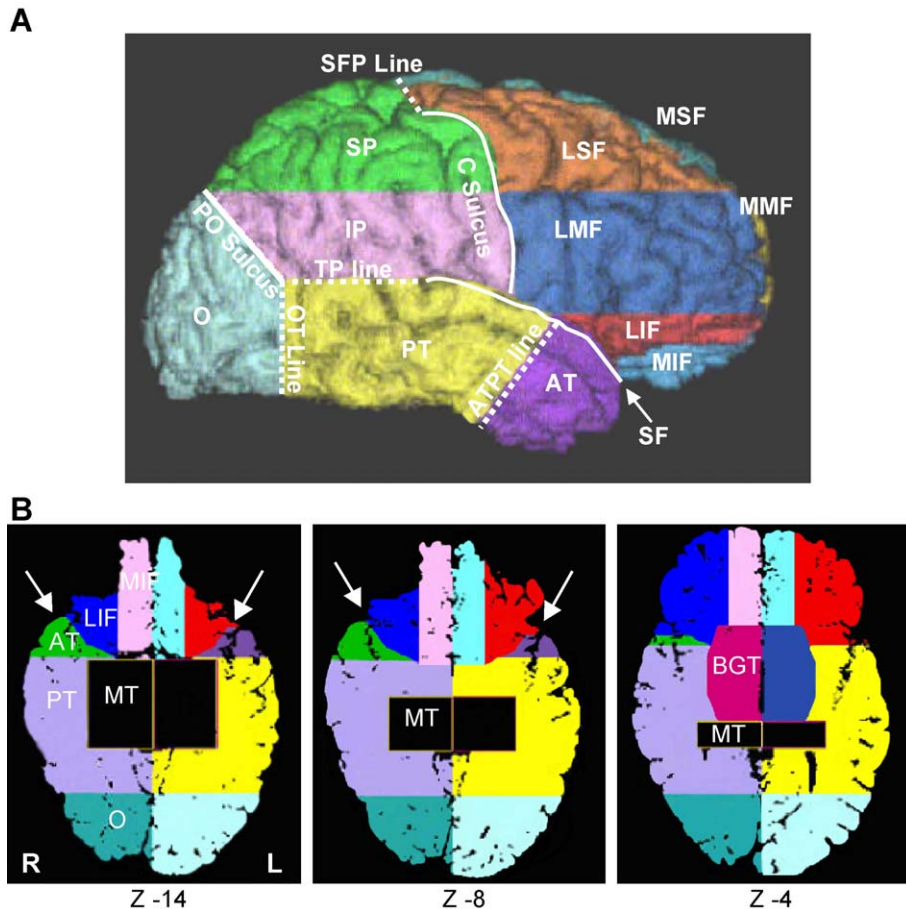 A
SFP Line
MSF
SP
LSF
C Sulcus
MMF
PO Sulcus
IP
LMF
TP line
O
OT Line
PT
LIF
ATPT line
MIF
AT
SF
B
MIF
LIF
AT
PT
MT
O
R
L
MT
BGT
MT
Z -14
Z -8
Z -4